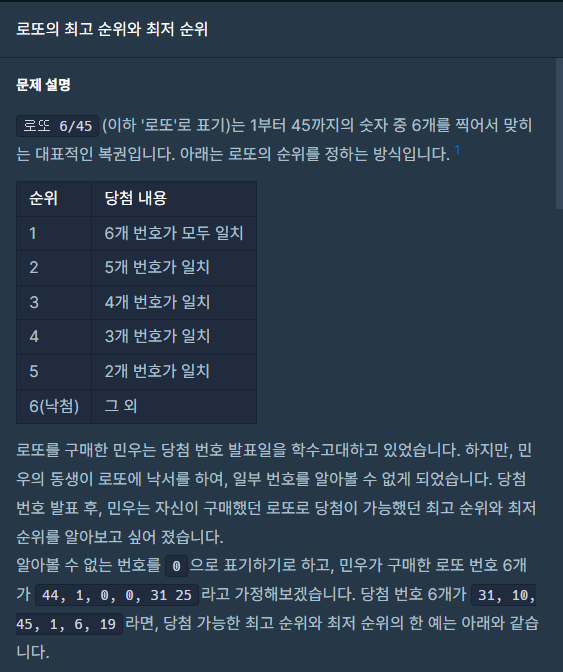 로또의 최고 순위와 최저 순위
문제 설명
로또 6/45 (이하 '로또'로 표기)는 1부터 45까지의 숫자 중 6개를 찍어서 맞히
는 대표적인 복권입니다. 아래는 로또의 순위를 정하는 방식입니다. 1
순위 당첨 내용
1 6개 번호가 모두 일치
2 5개 번호가 일치
3 4개 번호가 일치
4 3개 번호가 일치
5 2개 번호가 일치
6(낙첨) 그 외
로또를 구매한 민우는 당첨 번호 발표일을 학수고대하고 있었습니다. 하지만, 민
우의 동생이 로또에 낙서를 하여, 일부 번호를 알아볼 수 없게 되었습니다. 당첨
번호 발표 후, 민우는 자신이 구매했던 로또로 당첨이 가능했던 최고 순위와 최저
순위를 알아보고 싶어 졌습니다.
알아볼 수 없는 번호를 0 으로 표기하기로 하고, 민우가 구매한 로또 번호 6개
가 44, 1, 0, 0, 31 25 라고 가정해보겠습니다. 당첨 번호 6개가 31, 10,
45, 1, 6, 19 라면, 당첨 가능한 최고 순위와 최저 순위의 한 예는 아래와 같습
니다.